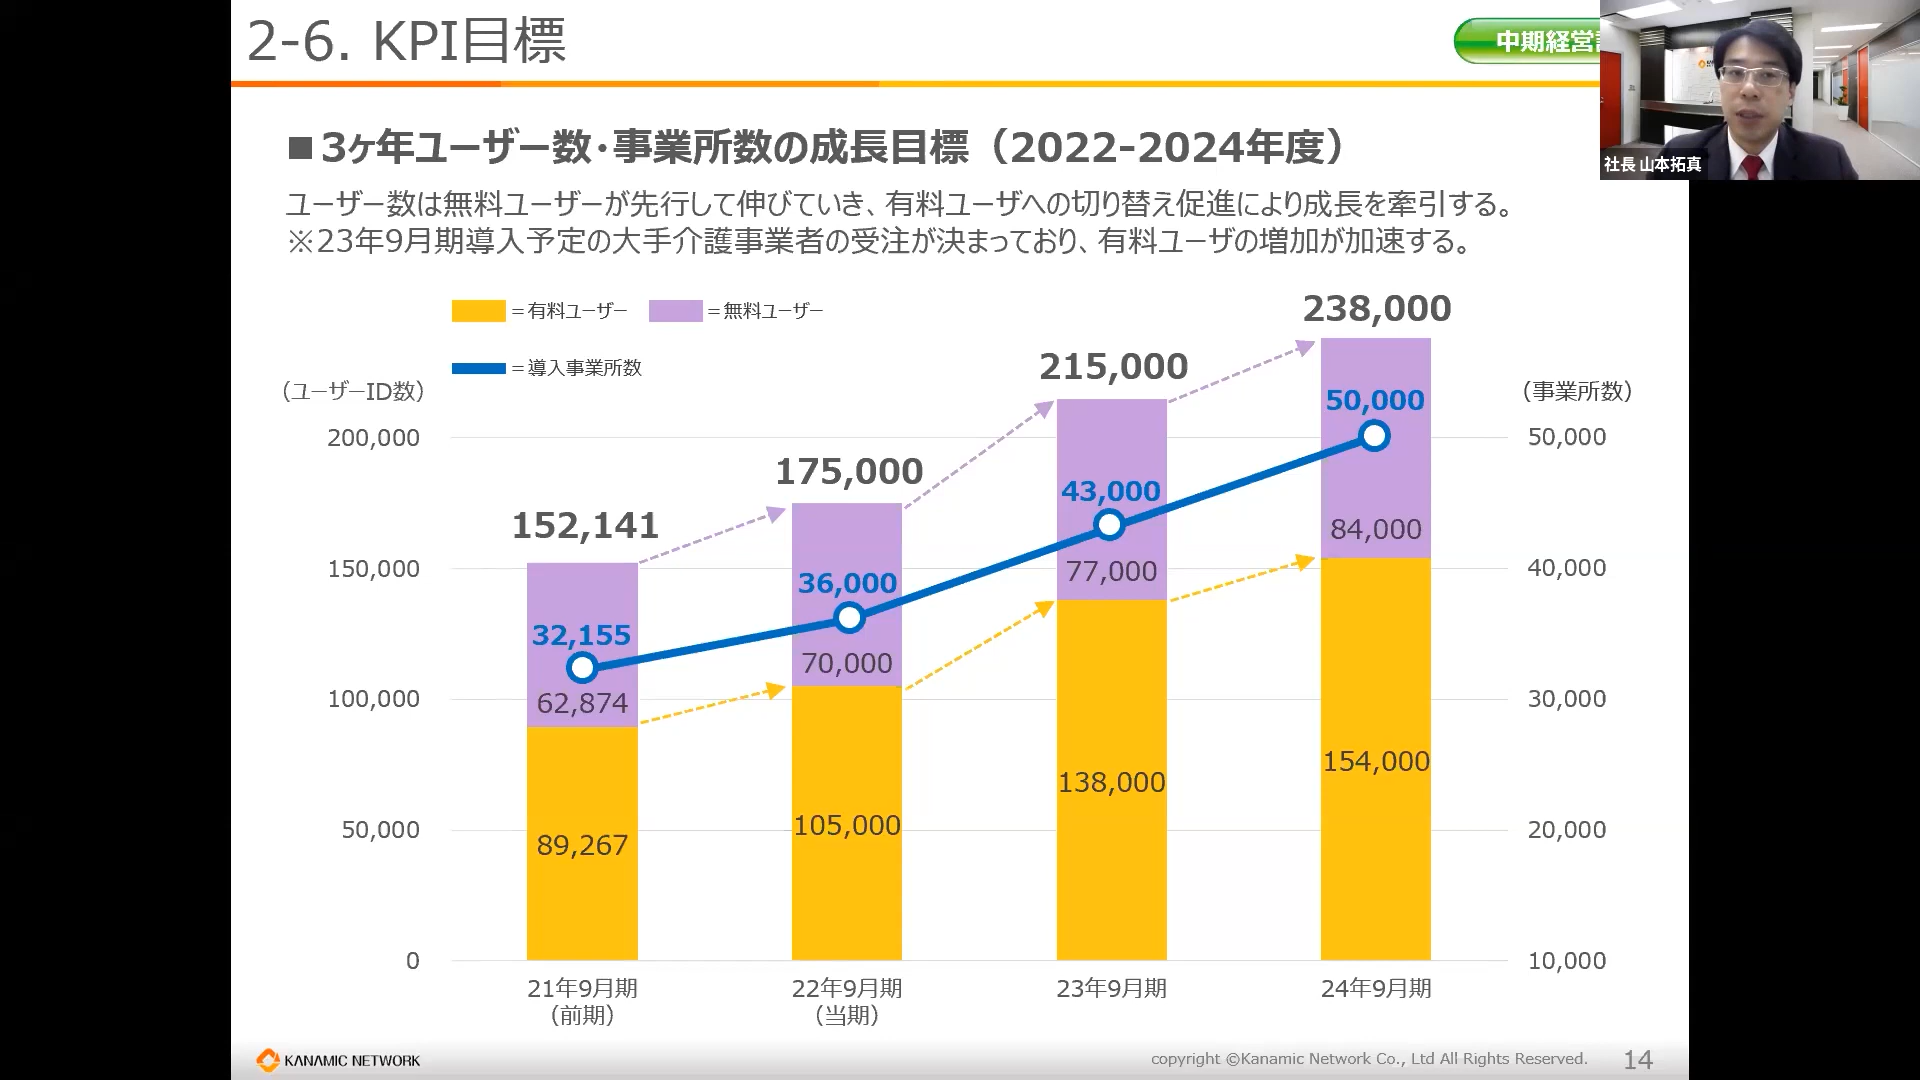 2-6. KPI目標
中期経営
社長 山本拓真
■3ヶ年ユーザー数・事業所数の成長目標（2022-2024年度）
ユーザー数は無料ユーザーが先行して伸びていき、有料ユーザへの切り替え促進により成長を牽引する。
※23年9月期導入予定の大手介護事業者の受注が決まっており、有料ユーザの増加が加速する。
=有料ユーザー =無料ユーザー
=導入事業所数
（ユーザーID数）
（事業所数）
238,000
215,000
175,000
152,141
50,000
43,000
36,000
32,155
84,000
77,000
70,000
62,874
154,000
138,000
105,000
89,267
200,000
150,000
100,000
50,000
0
50,000
40,000
30,000
20,000
10,000
21年9月期
（前期）
22年9月期
（当期）
23年9月期
24年9月期
KANAMIC NETWORK
copyright ©Kanamic Network Co., Ltd All Rights Reserved.
14